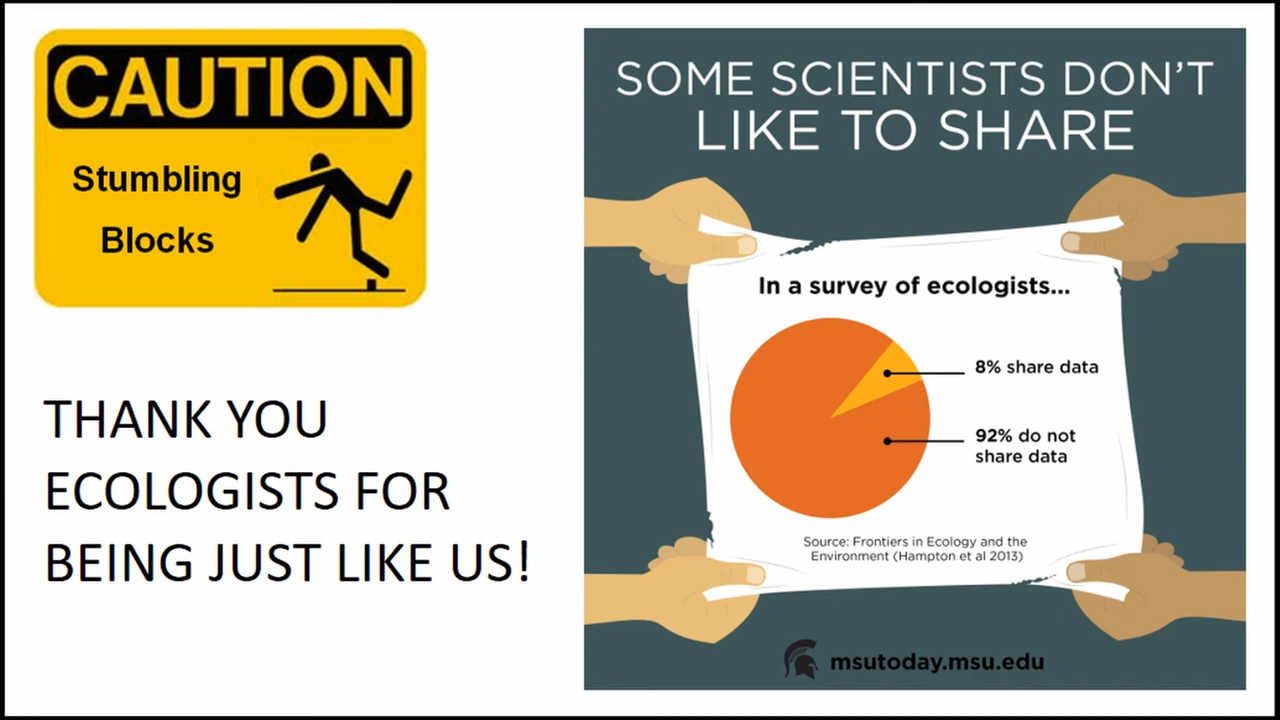 CAUTION
Stumbling
Blocks
THANK YOU
ECOLOGISTS FOR
BEING JUST LIKE US!
SOME SCIENTISTS DON'T
LIKE TO SHARE
In a survey of ecologists...
8% share data
92% do not
share data
Source: Frontiers in Ecology and the
Environment (Hampton et al 2013)
msutoday.msu.edu